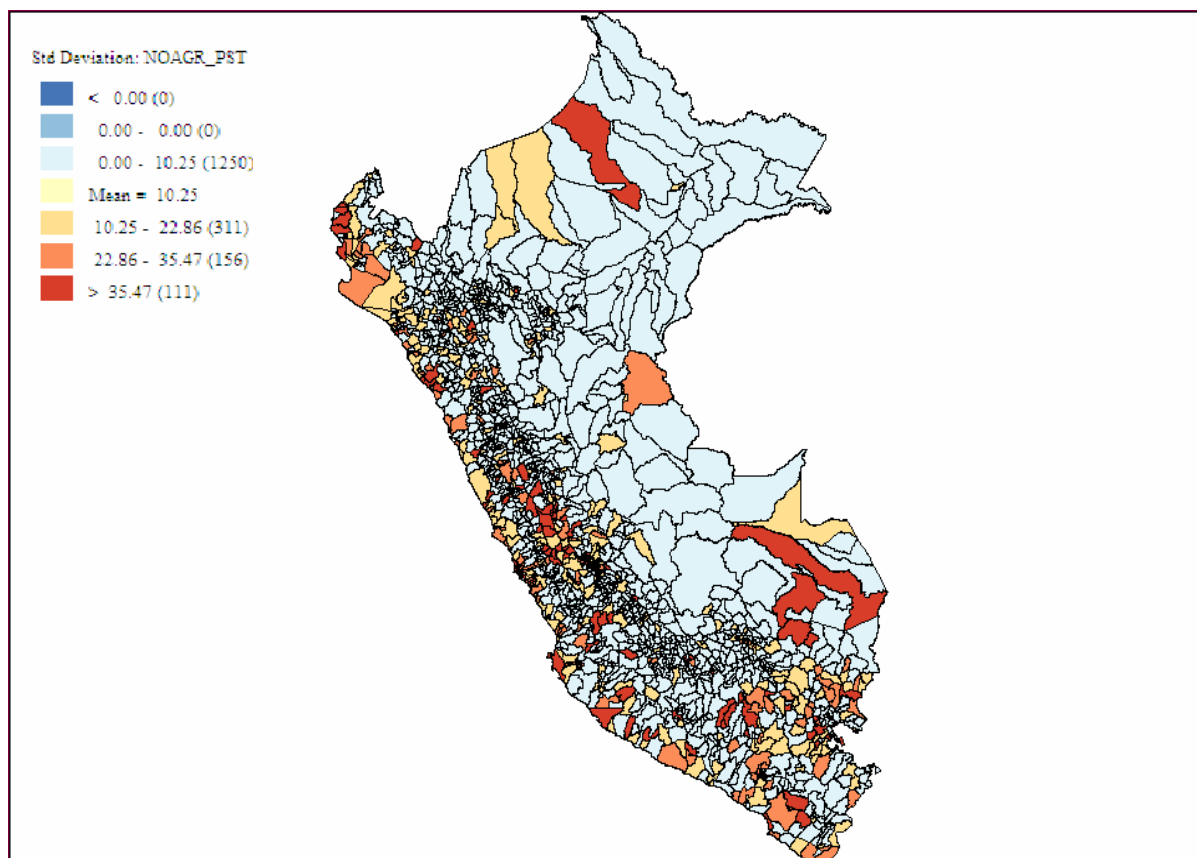 Std Deviation: NOAGR_PST
< 0.00 (0)
0.00 - 0.00 (0)
0.00 - 10.25 (1250)
Mean = 10.25
10.25 - 22.86 (311)
22.86 - 35.47 (156)
> 35.47 (111)